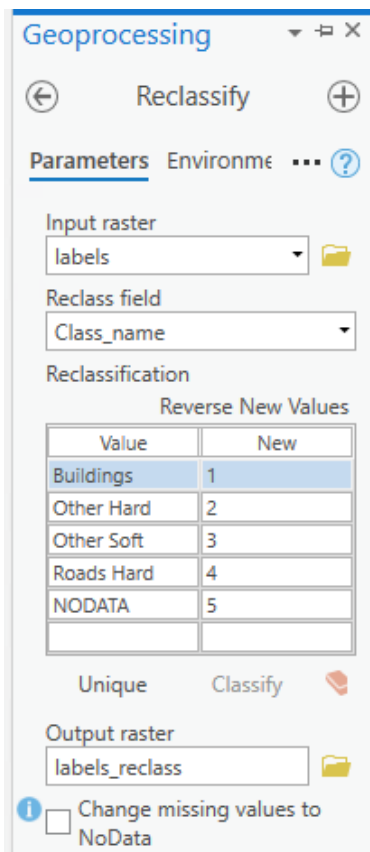 Geoprocessing
Reclassify
Parameters Environme ... ?
Input raster
labels
Reclass field
Class_name
Reclassification
Reverse New Values
Value New
Buildings 1
Other Hard 2
Other Soft 3
Roads Hard 4
NODATA 5
Unique Classify
Output raster
labels_reclass
Change missing values to
NoData